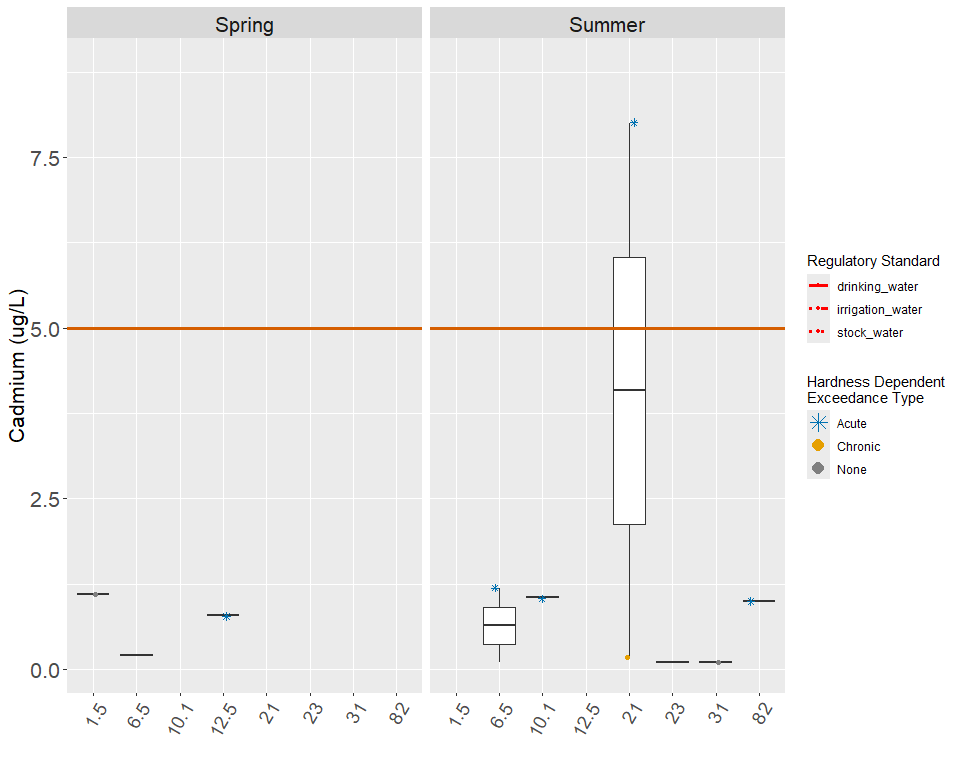 Spring
Summer
Cadmium (ug/L)
7.5
5.0
2.5
0.0
1.5 6.5 10.1 12.5 21 23 31 82
1.5 6.5 10.1 12.5 21 23 31 82
Regulatory Standard
drinking_water
irrigation_water
stock_water
Hardness Dependent
Exceedance Type
Acute
Chronic
None